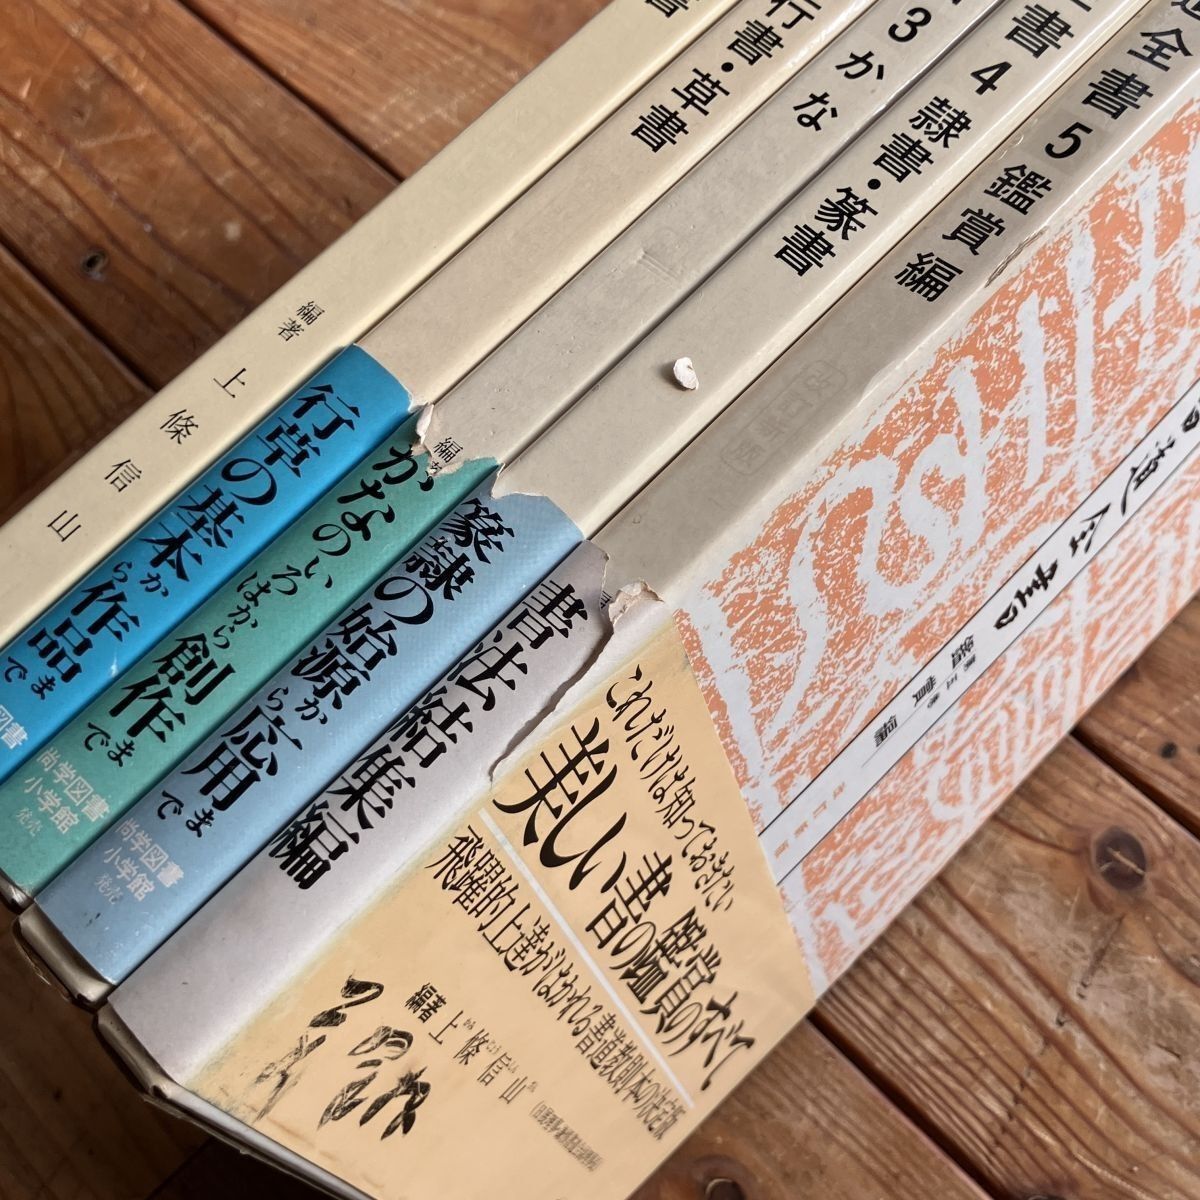 書
編著 上條信山
行書・草書
行草の基本から作品まで
図書
3 かな
編著
かなのいろはから創作まで
尚学図書
小学館
発売
書 4 隷書・篆書
篆隷の始源から応用まで
尚学図書
小学館
発売
全書 5 鑑賞編
書法結集編
これだけは知っておきたい
美しい書の鑑賞のすべて
飛躍的上達がはかれる書道教則本の決定版
編著 上條信山